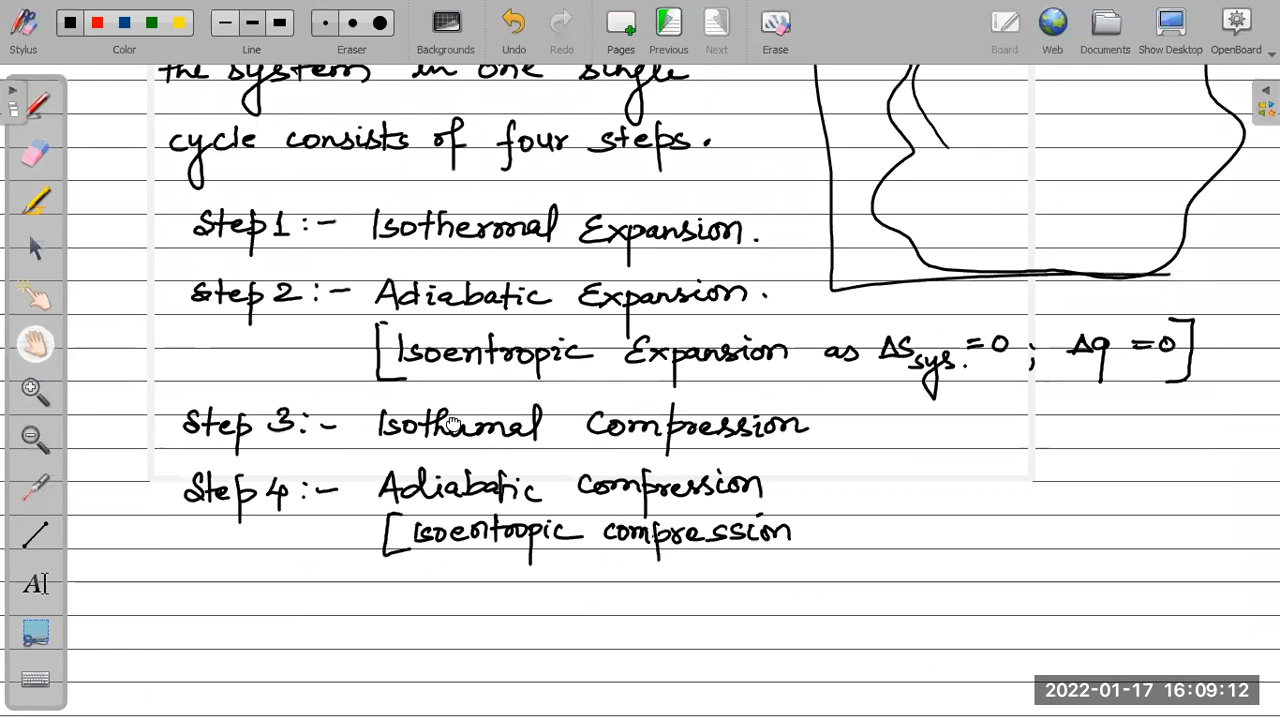 Stylus
Color
Line
Eraser
Backgrounds
Undo
Redo
Pages
Previous
Next
Erase
Board
Web
Documents
Show Desktop
OpenBoard
the system in one single
cycle consists of four steps.
Step 1 :- Isothermal Expansion.
Step 2 :- Adiabatic Expansion.
[Isoentropic Expansion as ΔSsys. = 0 ; Δq = 0]
Step 3 :- Isothermal Compression
Step 4 :- Adiabatic compression
[Isoentropic compression
2022-01-17 16:09:12